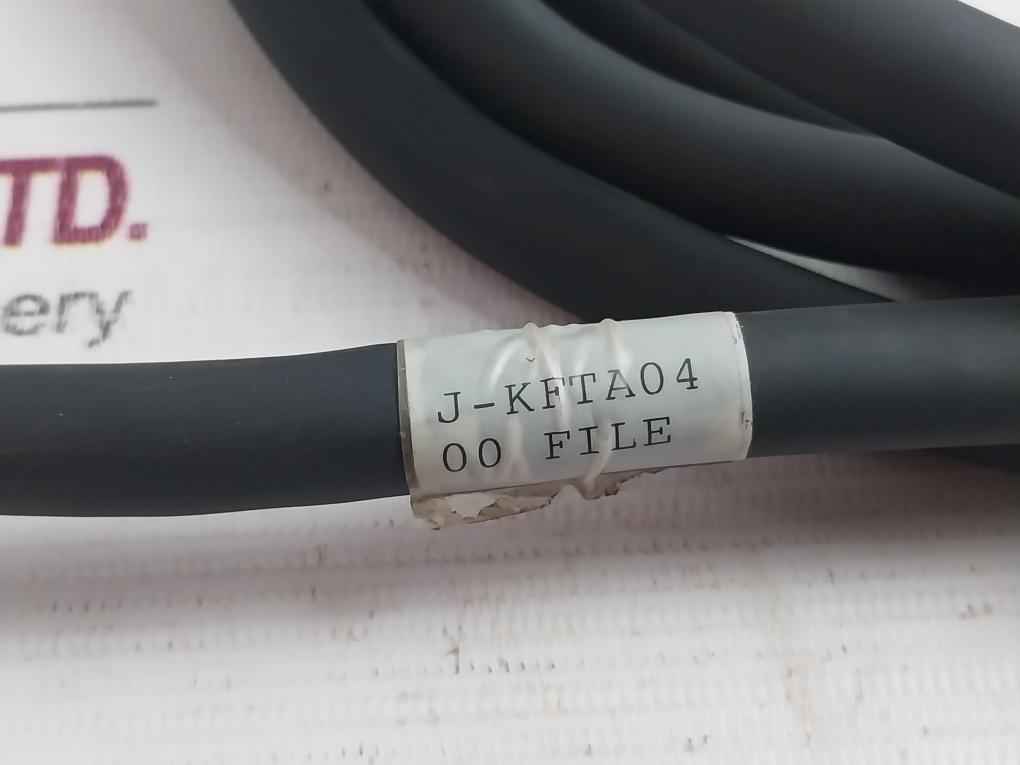 TD.
ery
J-KFTA04
00 FILE